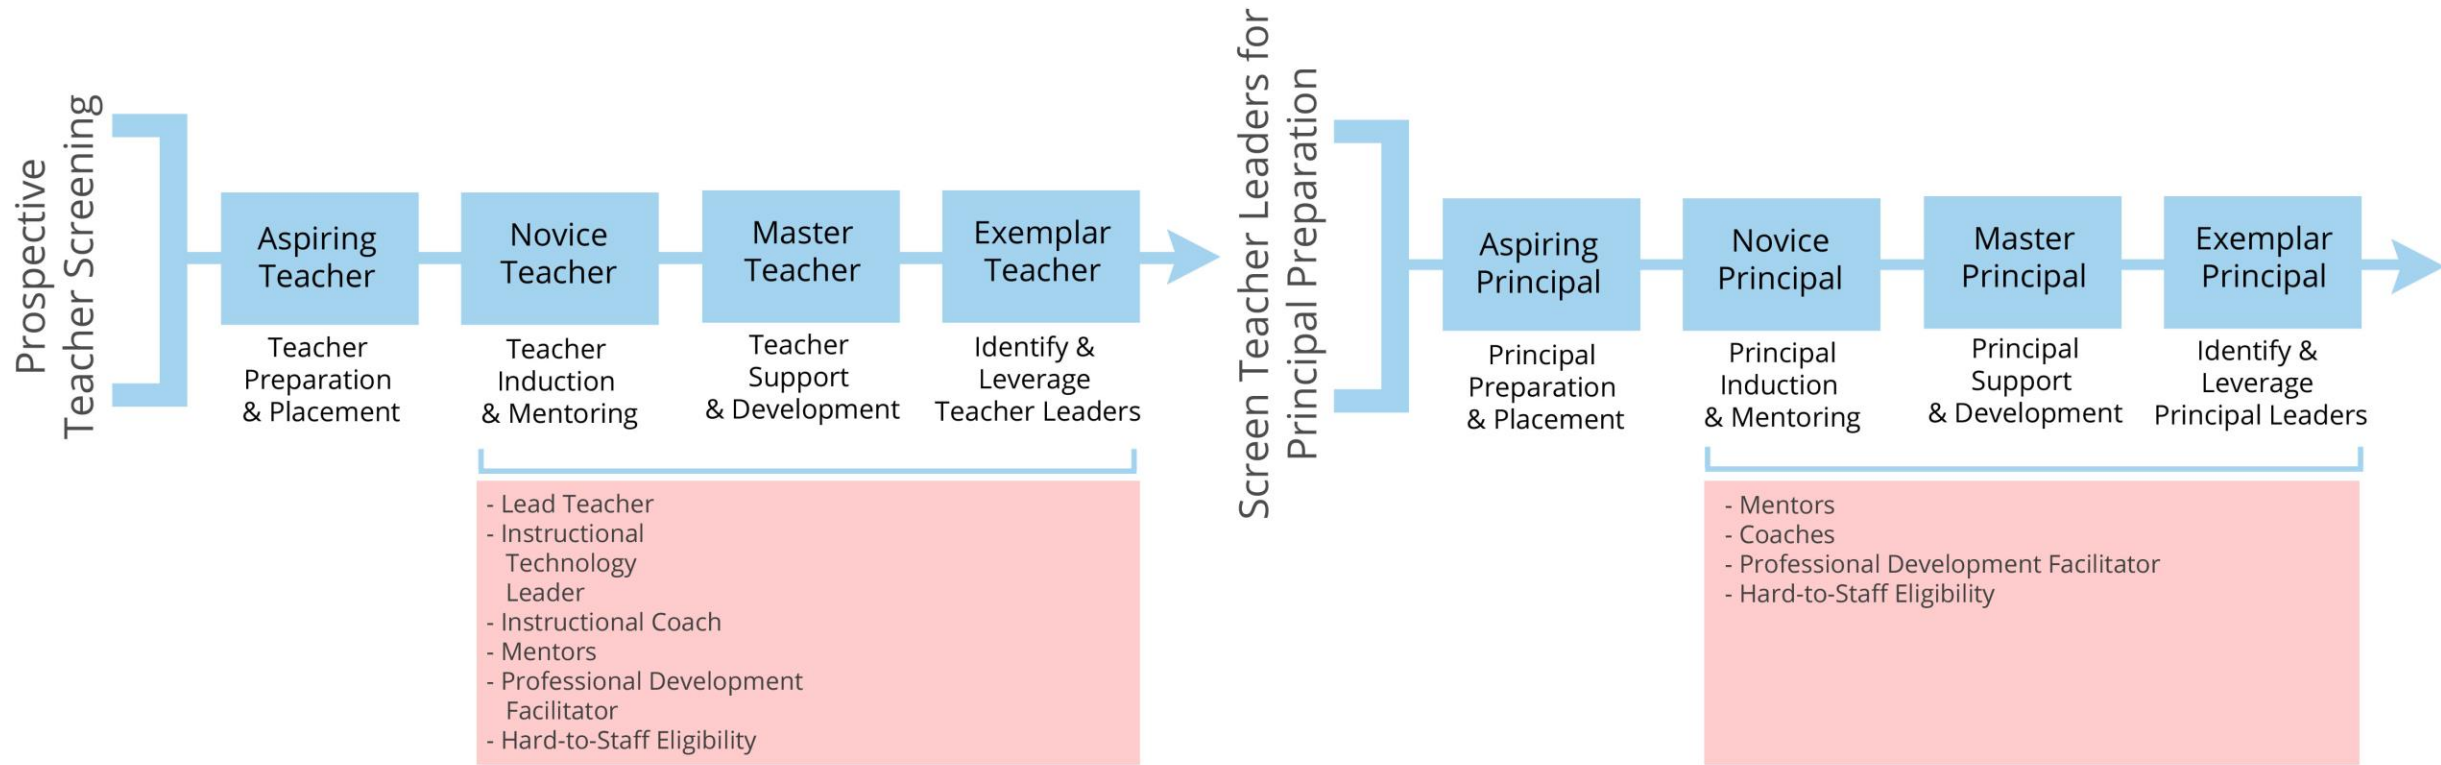 Prospective
Teacher Screening
Aspiring
Teacher
Teacher
Preparation
& Placement
Novice
Teacher
Teacher
Induction
& Mentoring
Master
Teacher
Teacher
Support
& Development
Exemplar
Teacher
Identify &
Leverage
Teacher Leaders
- Lead Teacher
- Instructional
Technology
Leader
- Instructional Coach
- Mentors
- Professional Development
Facilitator
- Hard-to-Staff Eligibility
Screen Teacher Leaders for
Principal Preparation
Aspiring
Principal
Principal
Preparation
& Placement
Novice
Principal
Principal
Induction
& Mentoring
Master
Principal
Principal
Support
& Development
Exemplar
Principal
Identify &
Leverage
Principal Leaders
- Mentors
- Coaches
- Professional Development Facilitator
- Hard-to-Staff Eligibility